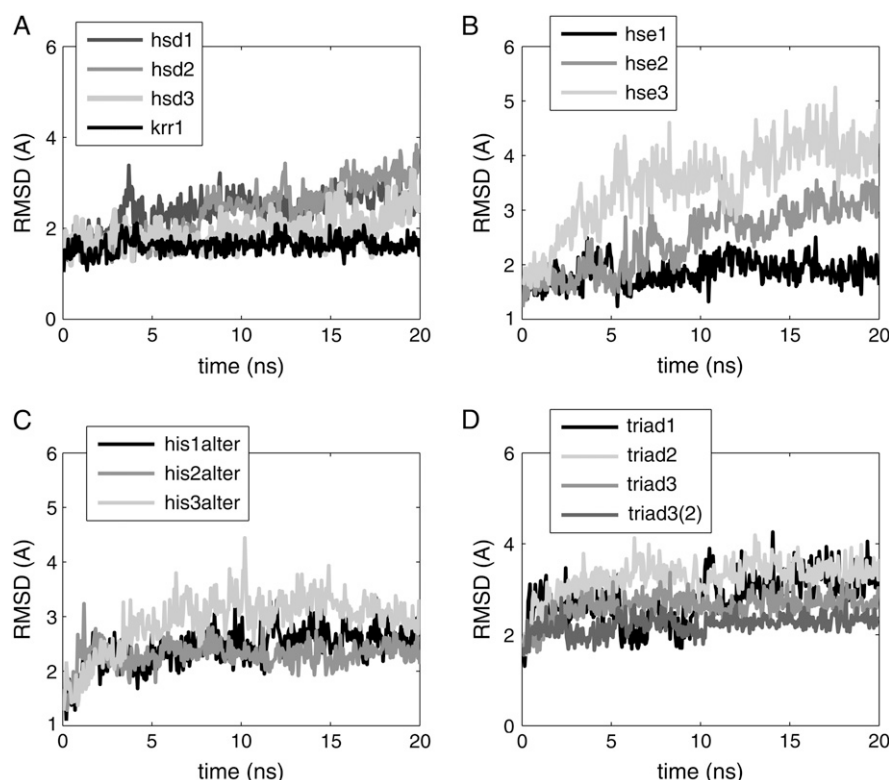 A
hsd1
hsd2
hsd3
krr1
6
4
2
0
RMSD (A)
0 5 10 15 20
time (ns)
B
hse1
hse2
hse3
6
5
4
3
2
1
RMSD (A)
0 5 10 15 20
time (ns)
C
his1alter
his2alter
his3alter
6
5
4
3
2
1
RMSD (A)
0 5 10 15 20
time (ns)
D
triad1
triad2
triad3
triad3(2)
6
4
2
0
RMSD (A)
0 5 10 15 20
time (ns)